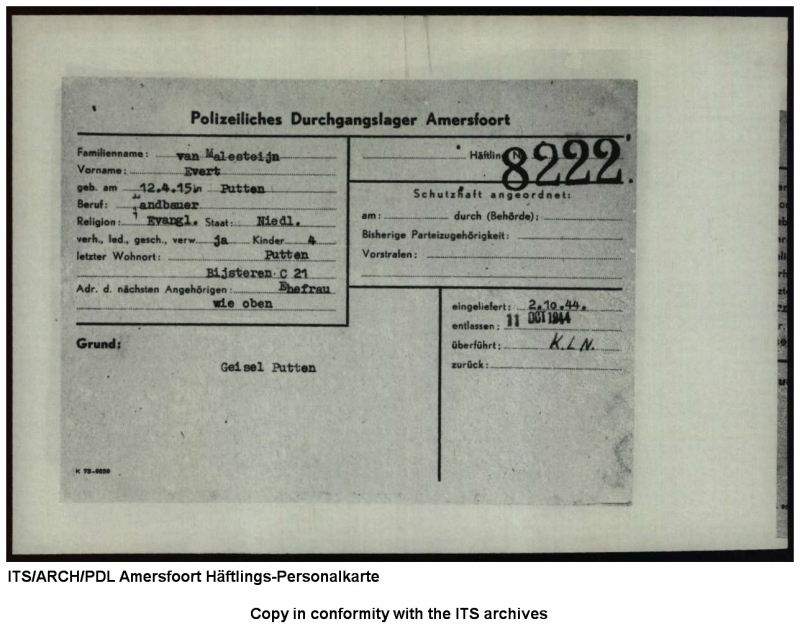 Polizeiliches Durchgangslager Amersfoort
Familienname: van Malesteijn
Vorname: Evert
geb. am 12.4.15 in Putten
Beruf: Landbauer
Religion: Evangl. Staat: Niedl.
verh., led., gesch., verw. ja Kinder 4
letzter Wohnort: Putten
Bijsteren C 21
Adr. d. nächsten Angehörigen: Ehefrau
wie oben
Häftling Nr. 8222.
Schutzhaft angeordnet:
am: durch (Behörde):
Bisherige Parteizugehörigkeit:
Vorstrafen:
eingeliefert: 2.10.44.
entlassen: 11 OCT 1944
überführt: K.L.N.
zurück:
Grund:
Geisel Putten
K 72-0850
ITS/ARCH/PDL Amersfoort Häftlings-Personalkarte
Copy in conformity with the ITS archives